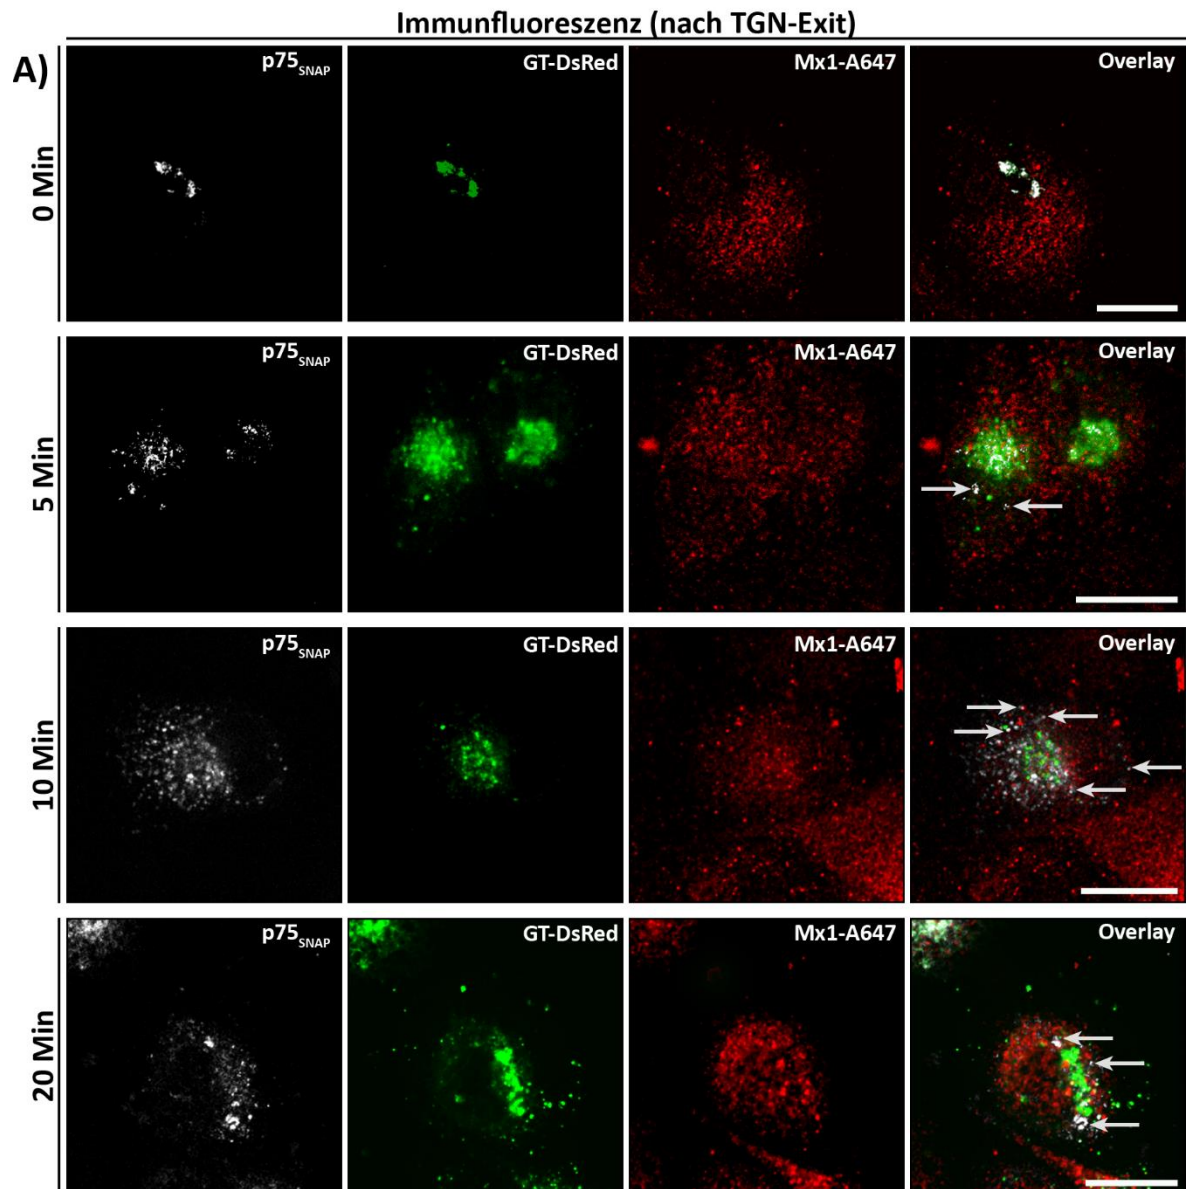 Immunfluoreszenz (nach TGN-Exit)
A)
0 Min
p75SNAP
GT-DsRed
Mx1-A647
Overlay
5 Min
p75SNAP
GT-DsRed
Mx1-A647
Overlay
10 Min
p75SNAP
GT-DsRed
Mx1-A647
Overlay
20 Min
p75SNAP
GT-DsRed
Mx1-A647
Overlay